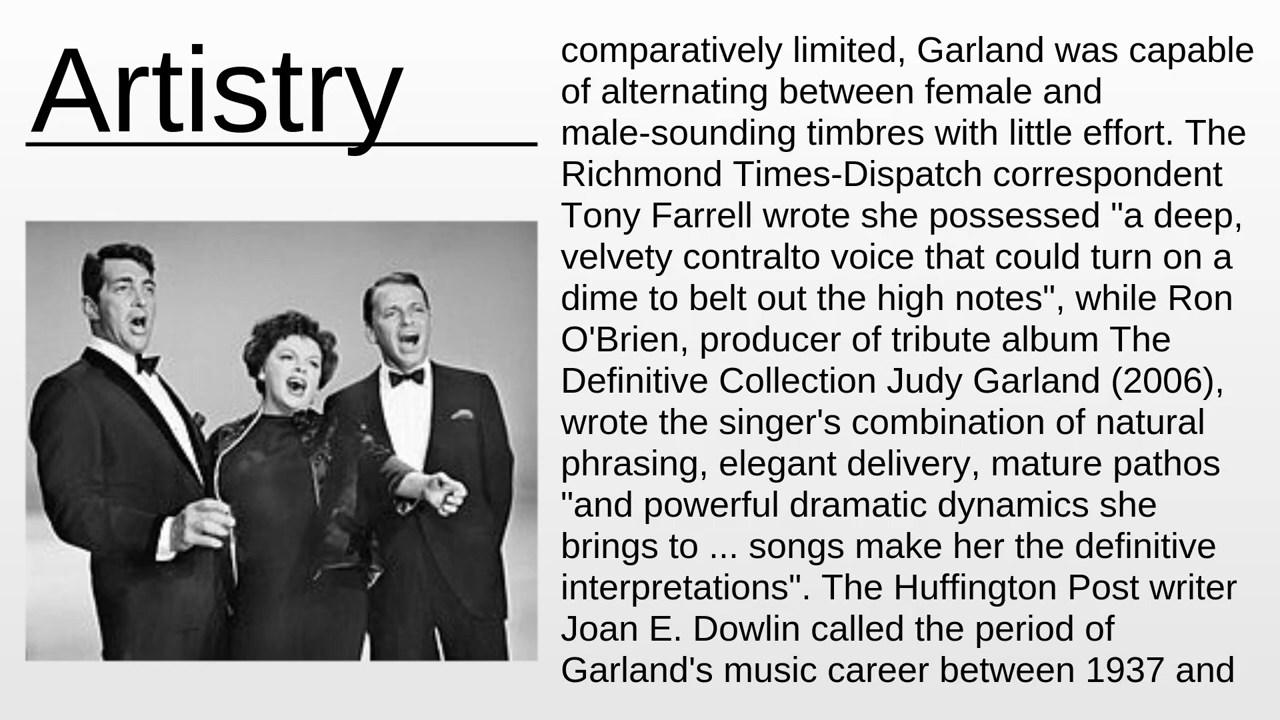 Artistry
comparatively limited, Garland was capable
of alternating between female and
male-sounding timbres with little effort. The
Richmond Times-Dispatch correspondent
Tony Farrell wrote she possessed "a deep,
velvety contralto voice that could turn on a
dime to belt out the high notes", while Ron
O'Brien, producer of tribute album The
Definitive Collection Judy Garland (2006),
wrote the singer's combination of natural
phrasing, elegant delivery, mature pathos
"and powerful dramatic dynamics she
brings to ... songs make her the definitive
interpretations". The Huffington Post writer
Joan E. Dowlin called the period of
Garland's music career between 1937 and